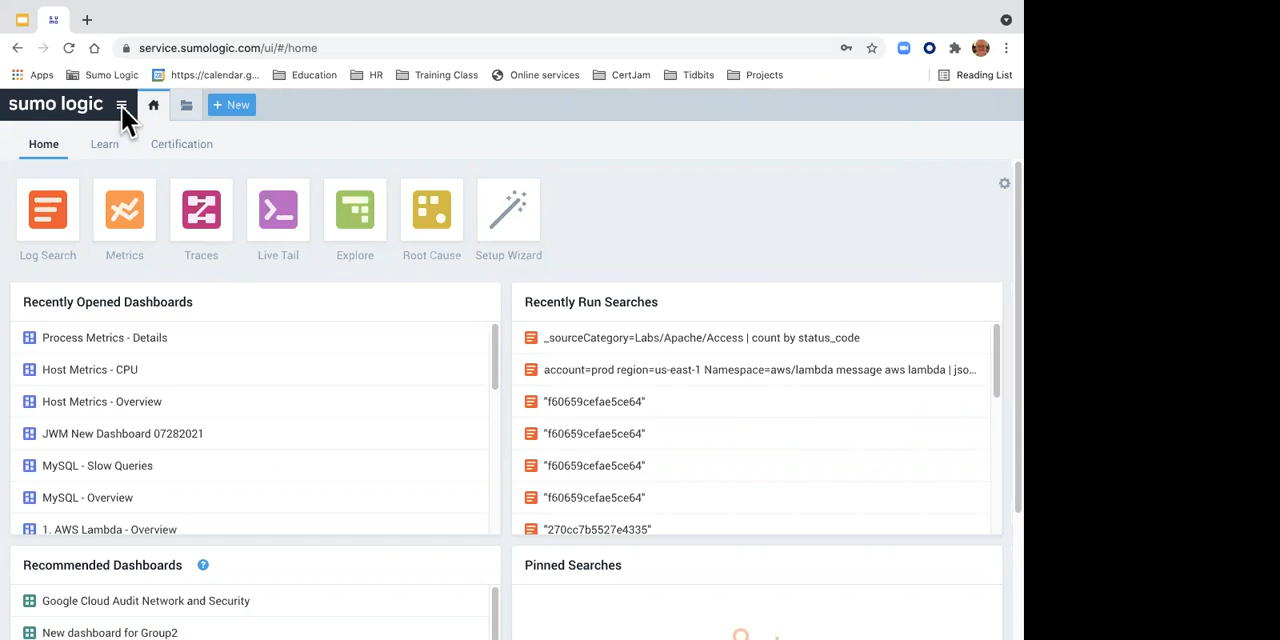 service.sumologic.com/ui/#/home
Apps Sumo Logic https://calendar.g... Education HR Training Class Online services CertJam Tidbits Projects Reading List
sumo logic + New
Home Learn Certification
Log Search Metrics Traces Live Tail Explore Root Cause Setup Wizard
Recently Opened Dashboards
Process Metrics - Details
Host Metrics - CPU
Host Metrics - Overview
JWM New Dashboard 07282021
MySQL - Slow Queries
MySQL - Overview
1. AWS Lambda - Overview
Recently Run Searches
_sourceCategory=Labs/Apache/Access | count by status_code
account=prod region=us-east-1 Namespace=aws/lambda message aws lambda | jso...
"f60659cefae5ce64"
"f60659cefae5ce64"
"f60659cefae5ce64"
"f60659cefae5ce64"
"270cc7b5527e4335"
Recommended Dashboards ?
Google Cloud Audit Network and Security
New dashboard for Group2
Pinned Searches